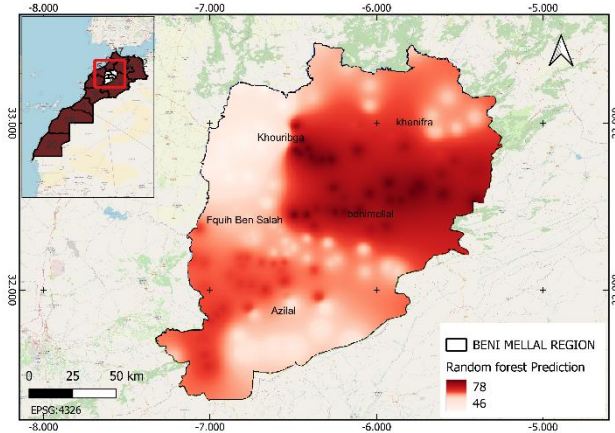 -8.000 -7.000 -6.000 -5.000
33.000
32.000
Khouribga
khenifra
Fquih Ben Salah
Azilal
BENI MELLAL REGION
Random forest Prediction
78
46
0 25 50 km
EPSG:4326
-8.000 -7.000 -6.000 -5.000